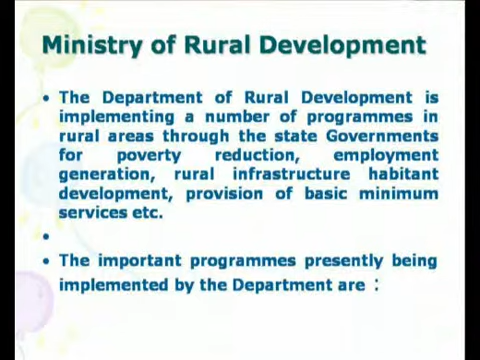 Ministry of Rural Development
• The Department of Rural Development is
implementing a number of programmes in
rural areas through the state Governments
for poverty reduction, employment
generation, rural infrastructure habitant
development, provision of basic minimum
services etc.
•
• The important programmes presently being
implemented by the Department are :